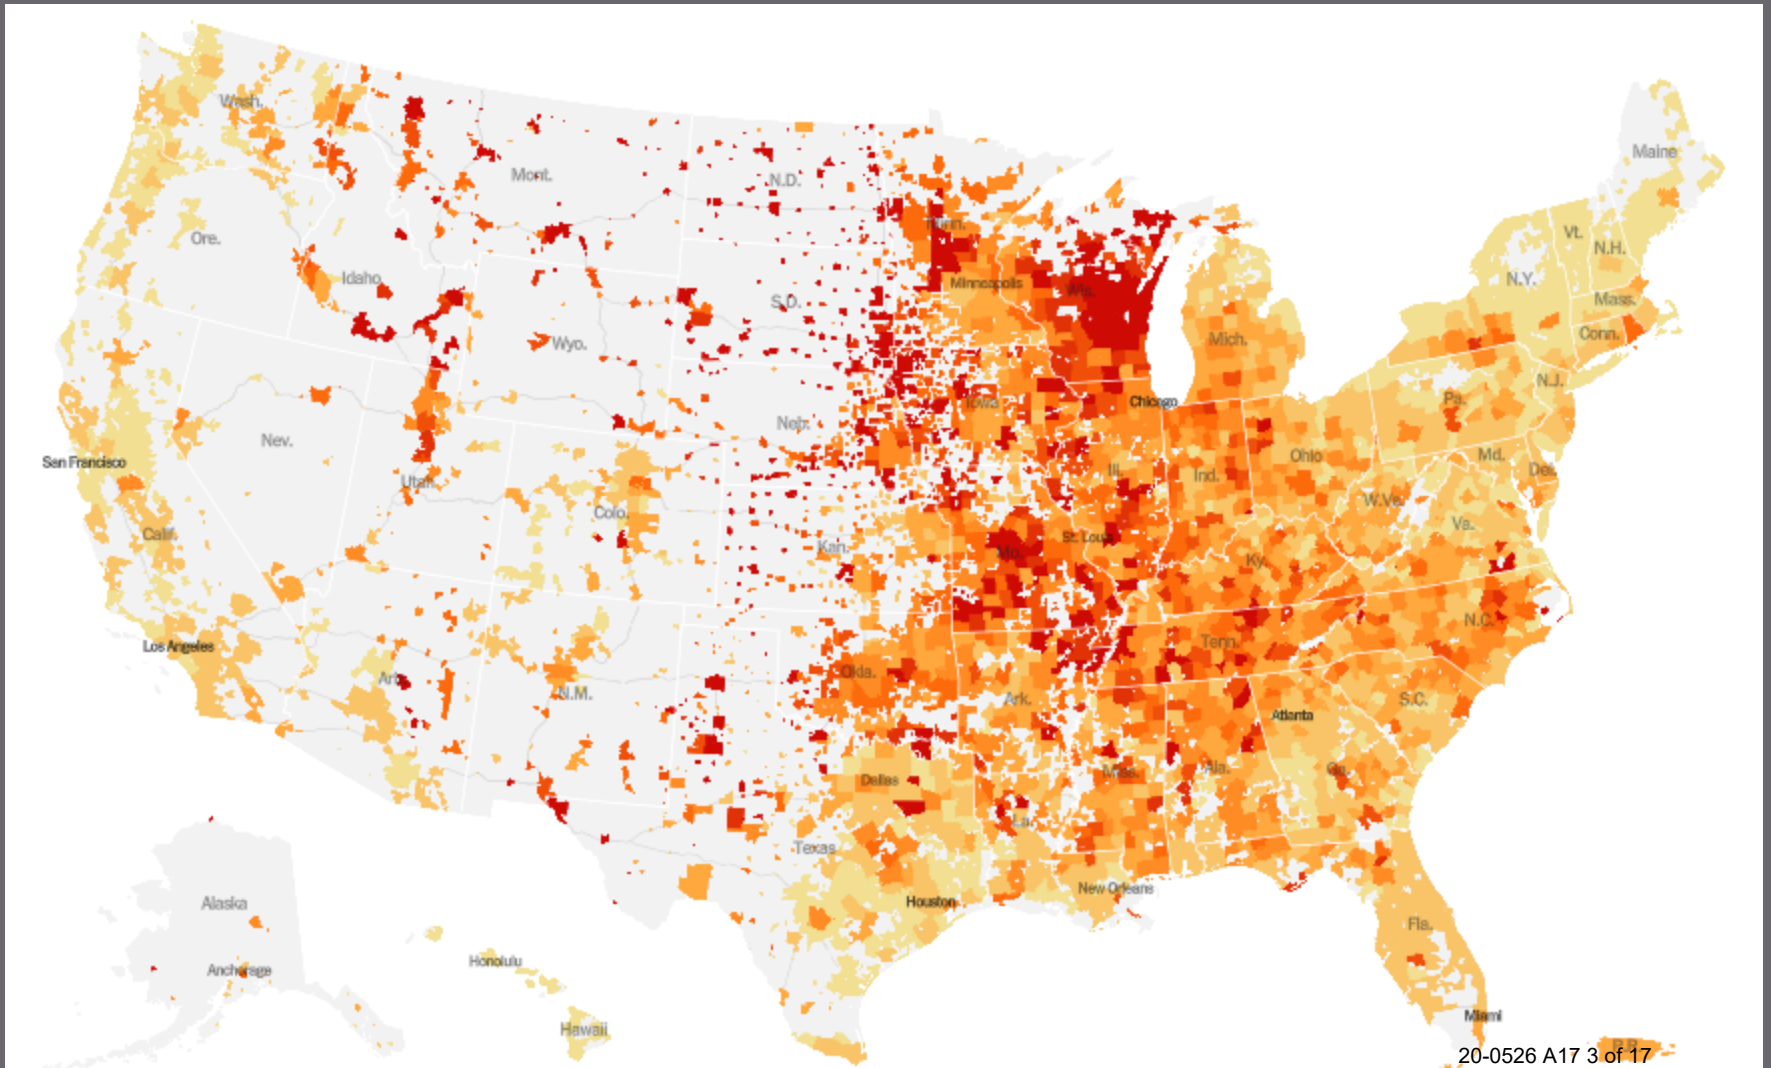 Wash.
Maine
Mont.
N.D.
Minn.
Vt.
N.H.
Ore.
Idaho
Minneapolis
N.Y.
Wis.
S.D.
Mass.
Conn.
Mich.
Wyo.
N.J.
Iowa
Chicago
Pa.
Neb.
Nev.
San Francisco
Ohio
Md.
Del.
Ill.
Ind.
Utah
W.Va.
Colo.
Va.
Calif.
Kan.
Mo.
St. Louis
Ky.
N.C.
Los Angeles
Tenn.
Okla.
Ariz.
N.M.
Ark.
S.C.
Atlanta
Dallas
Miss.
Ala.
Ga.
La.
Texas
New Orleans
Houston
Alaska
Fla.
Anchorage
Honolulu
Miami
Hawaii
P.R.
20-0526 A17 3 of 17